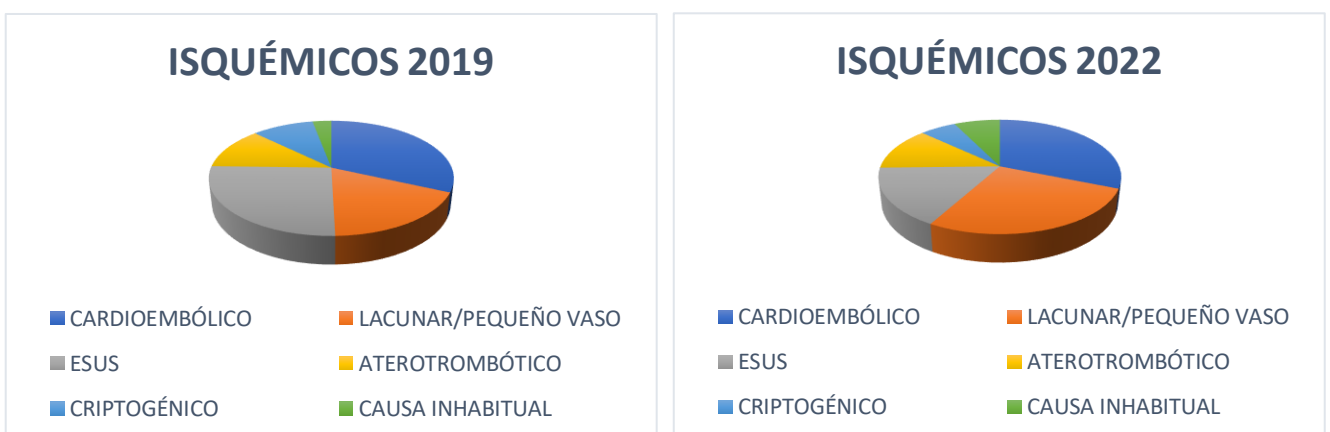 ISQUÉMICOS 2019
CARDIOEMBÓLICO
LACUNAR/PEQUEÑO VASO
ESUS
ATEROTROMBÓTICO
CRIPTOGÉNICO
CAUSA INHABITUAL
ISQUÉMICOS 2022
CARDIOEMBÓLICO
LACUNAR/PEQUEÑO VASO
ESUS
ATEROTROMBÓTICO
CRIPTOGÉNICO
CAUSA INHABITUAL